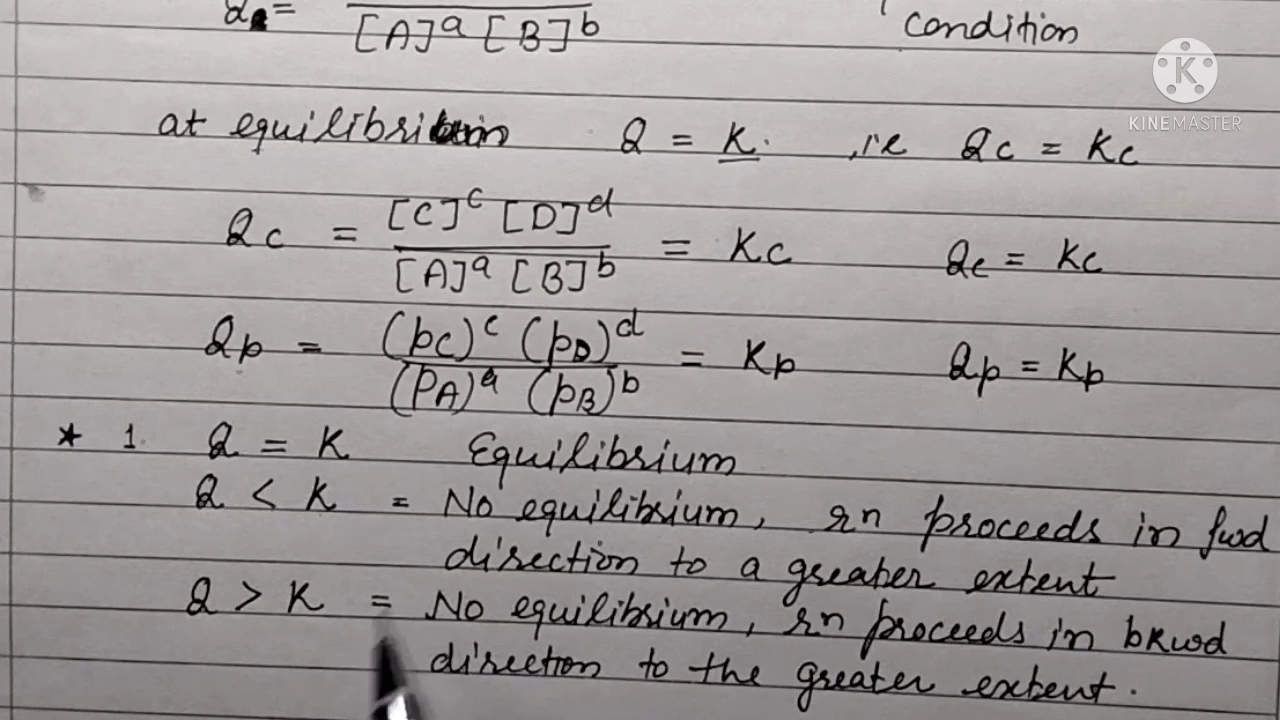 [A]ᵃ [B]ᵇ condition
K
KINEMASTER
at equilibrium Q = K. ,ie Qc = Kc
Qc = [C]ᶜ [D]ᵈ / [A]ᵃ [B]ᵇ = Kc Qc = Kc
Qp = (pC)ᶜ (pD)ᵈ / (PA)ᵃ (pB)ᵇ = Kp Qp = Kp
* 1. Q = K Equilibrium
Q < K = No equilibrium, rn proceeds in fwd
direction to a greater extent
Q > K = No equilibrium, rn proceeds in bkwd
direction to the greater extent.